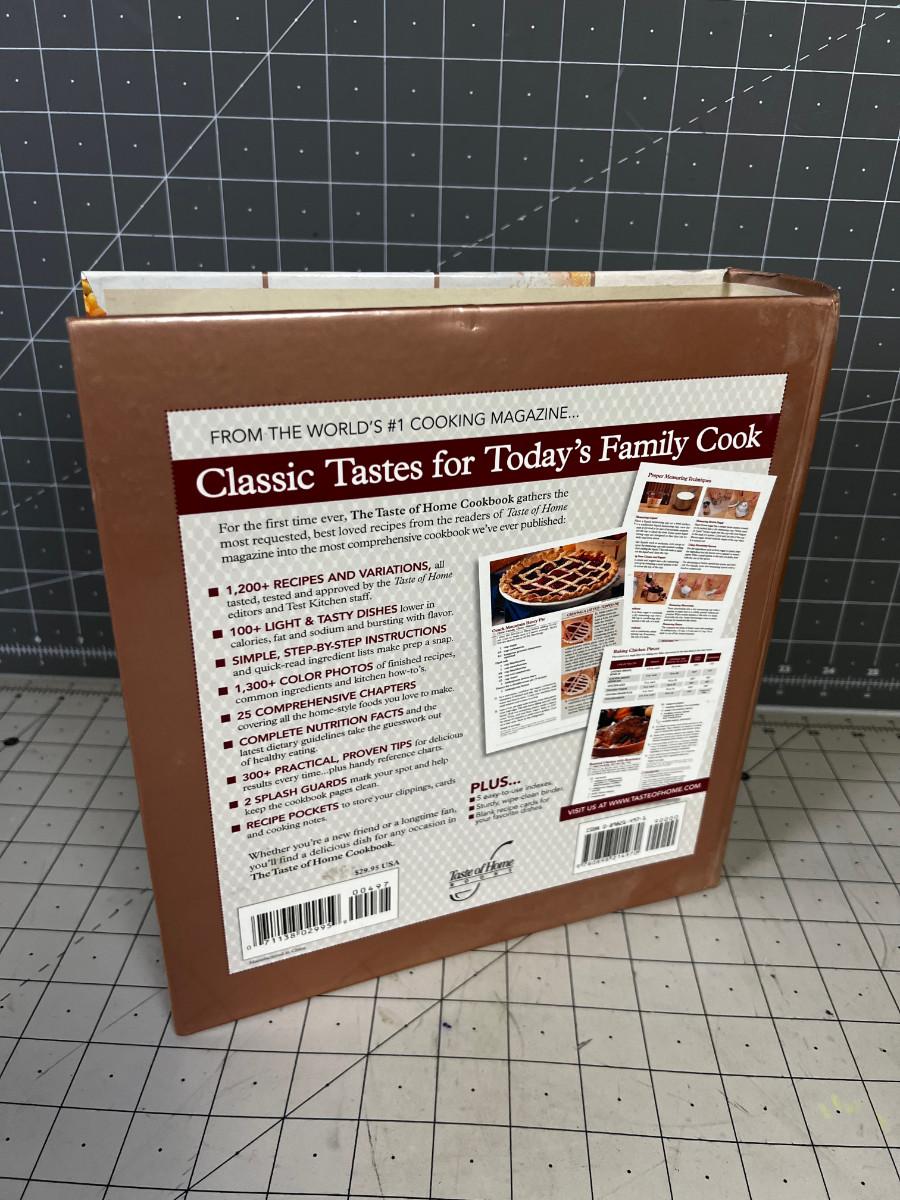 FROM THE WORLD'S #1 COOKING MAGAZINE...
Classic Tastes for Today's Family Cook
For the first time ever, The Taste of Home Cookbook gathers the
most requested, best loved recipes from the readers of Taste of Home
magazine into the most comprehensive cookbook we've ever published:
■ 1,200+ RECIPES AND VARIATIONS, all
tasted, tested and approved by the Taste of Home
editors and Test Kitchen staff.
■ 100+ LIGHT & TASTY DISHES lower in
calories, fat and sodium and bursting with flavor.
■ SIMPLE, STEP-BY-STEP INSTRUCTIONS
and quick-read ingredient lists make prep a snap.
■ 1,300+ COLOR PHOTOS of finished recipes,
common ingredients and kitchen how-to's.
■ 25 COMPREHENSIVE CHAPTERS
covering all the home-style foods you love to make.
■ COMPLETE NUTRITION FACTS and the
latest dietary guidelines take the guesswork out
of healthy eating.
■ 300+ PRACTICAL, PROVEN TIPS for delicious
results every time...plus handy reference charts.
■ 2 SPLASH GUARDS mark your spot and help
keep the cookbook pages clean.
■ RECIPE POCKETS to store your clippings, cards
and cooking notes.
Whether you're a new friend or a longtime fan,
you'll find a delicious dish for any occasion in
The Taste of Home Cookbook.
Proper Measuring Techniques
Baking Chicken Pieces
PLUS...
■ 5 easy-to-use indexes.
■ Sturdy, wipe-clean binder.
■ Blank recipe cards for
your favorite dishes.
VISIT US AT WWW.TASTEOFHOME.COM
$29.95 USA
00497
0 71138 02995
Taste of Home
BOOKS
90000
Manufactured in China